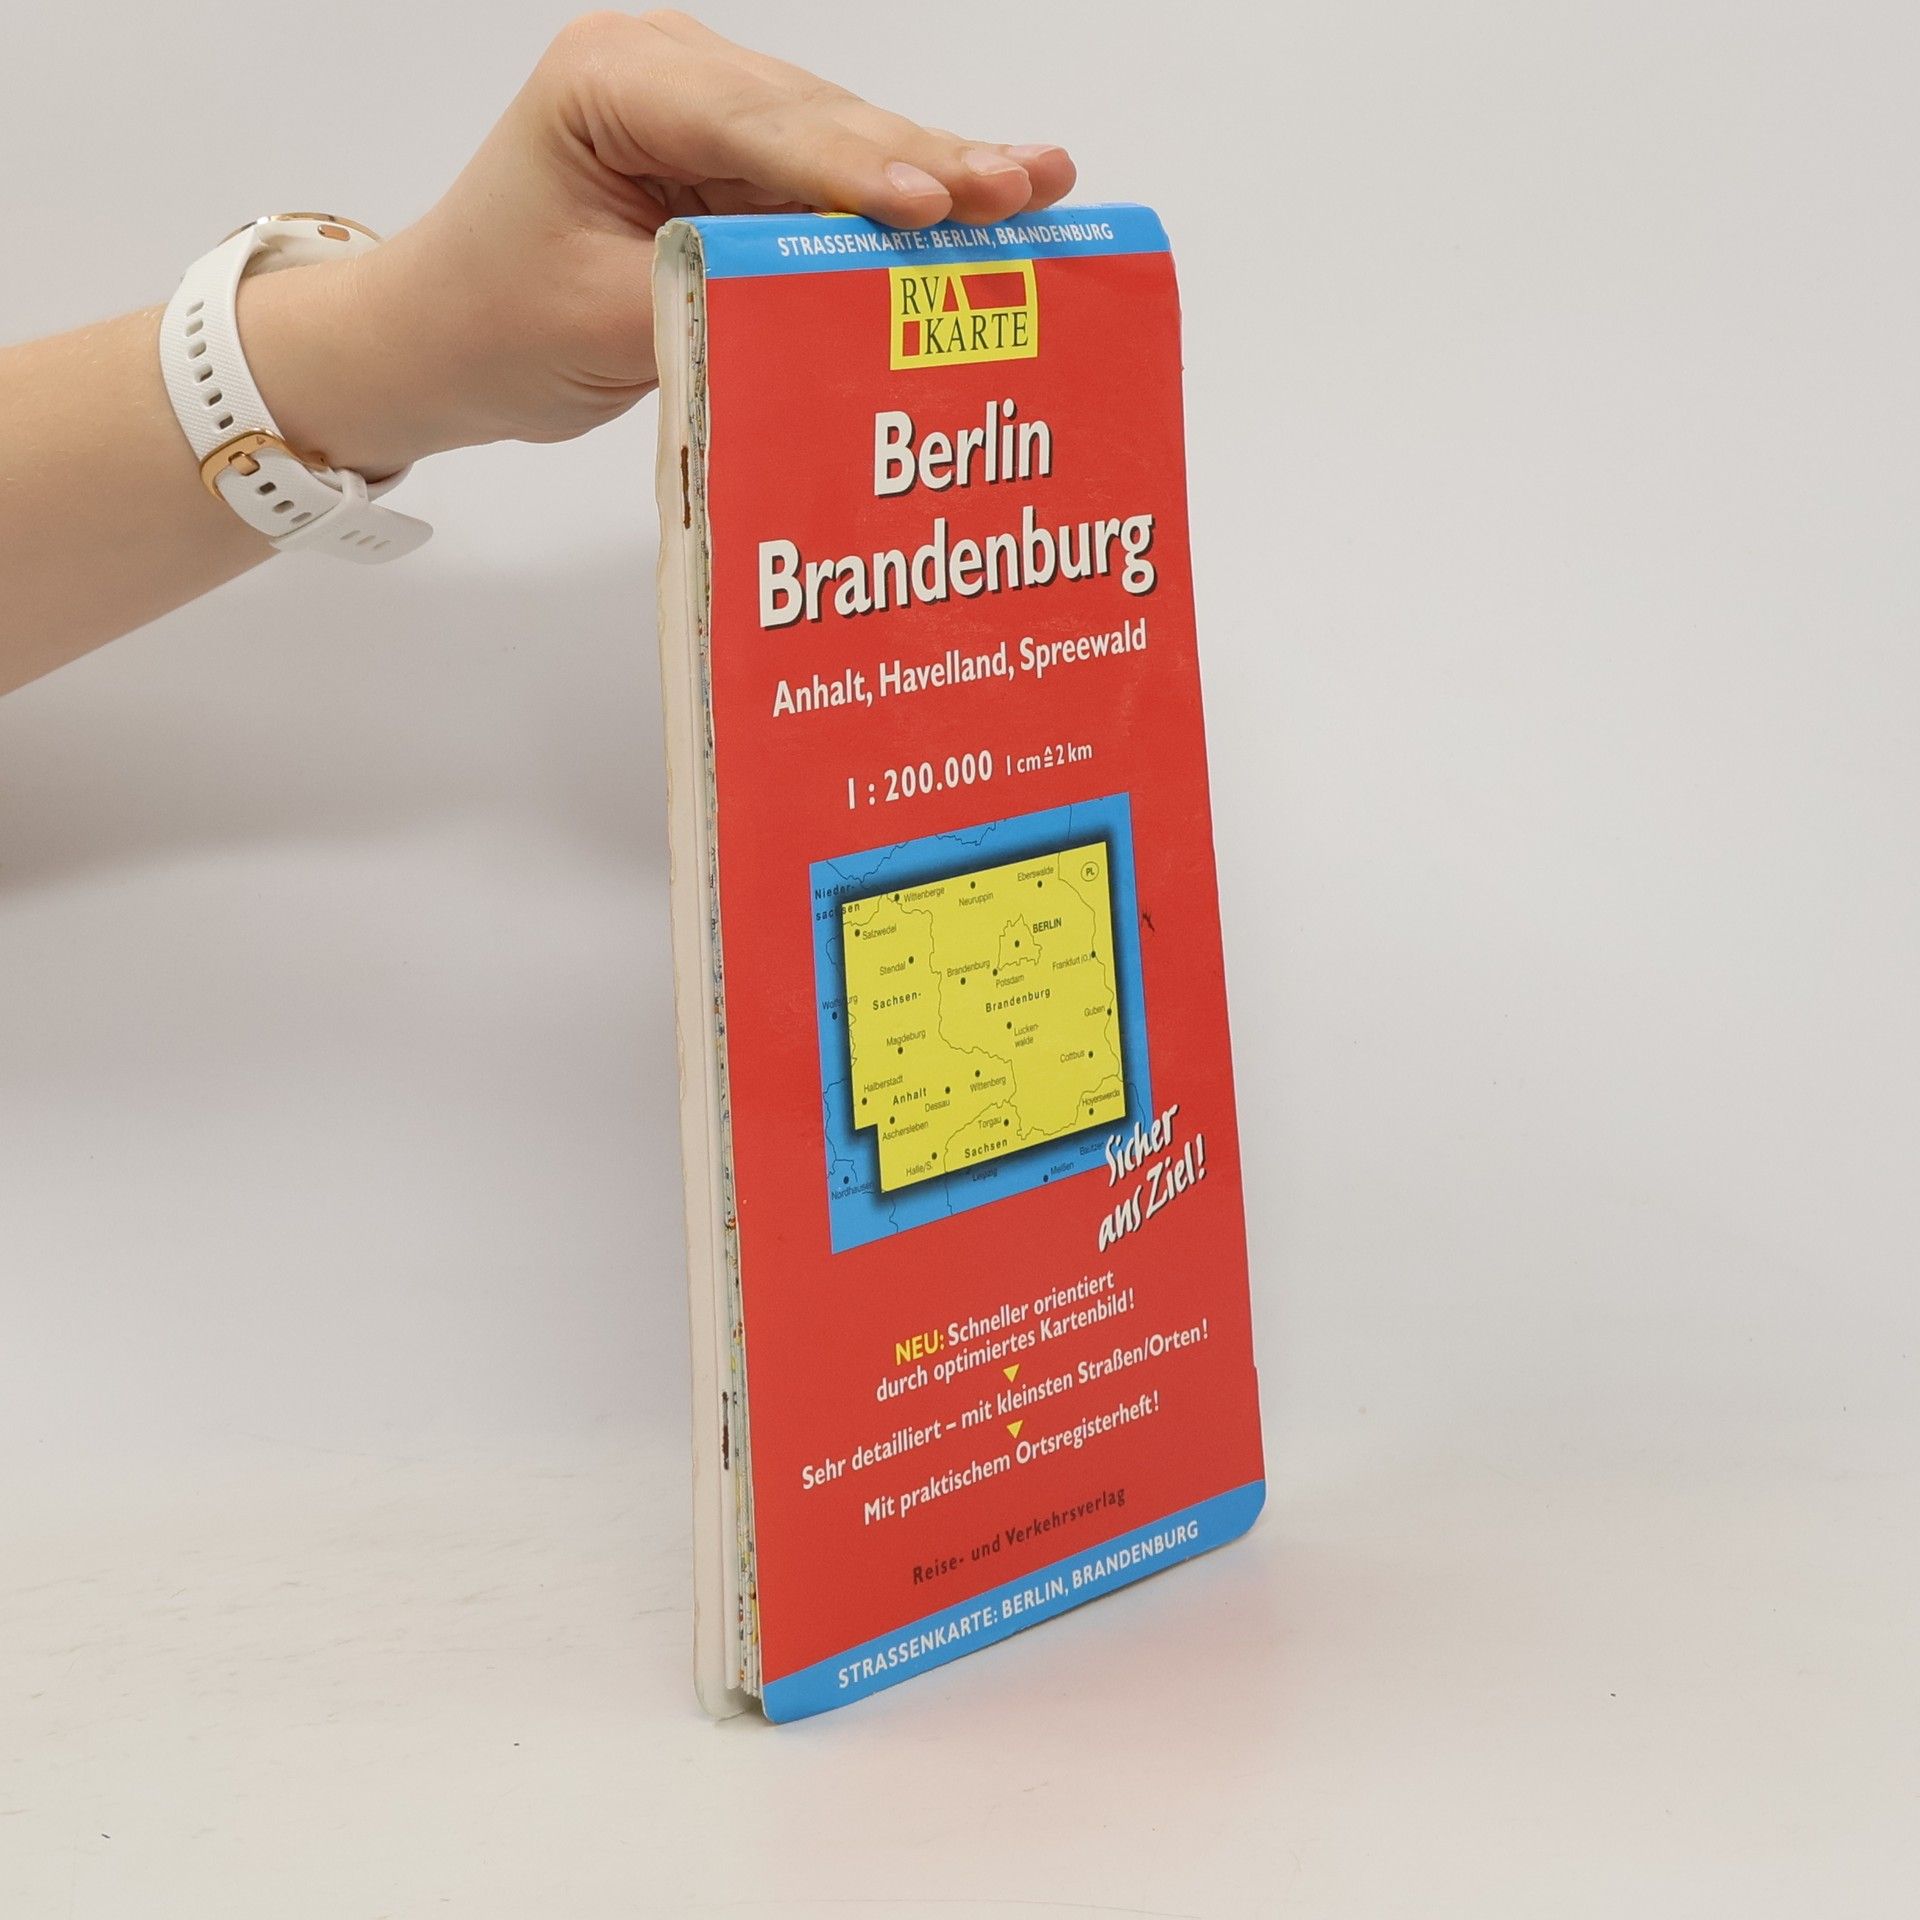 STRASSENKARTE: BERLIN, BRANDENBURG
RV
KARTE
Berlin
Brandenburg
Anhalt, Havelland, Spreewald
1 : 200.000 1 cm ≙ 2 km
Nieder-
sachsen
Wittenberge
Neuruppin
Eberswalde
PL
Salzwedel
BERLIN
Stendal
Brandenburg
Potsdam
Frankfurt (O.)
Wolfsburg
Sachsen-
Brandenburg
Guben
Magdeburg
Lucken-
walde
Cottbus
Halberstadt
Anhalt
Dessau
Wittenberg
Hoyerswerda
Aschersleben
Torgau
Sachsen
Halle/S.
Leipzig
Meißen
Nordhausen
Sicher
ans Ziel!
NEU: Schneller orientiert
durch optimiertes Kartenbild!
Sehr detailliert – mit kleinsten Straßen/Orten!
Mit praktischem Ortsregisterheft!
Reise- und Verkehrsverlag
STRASSENKARTE: BERLIN, BRANDENBURG